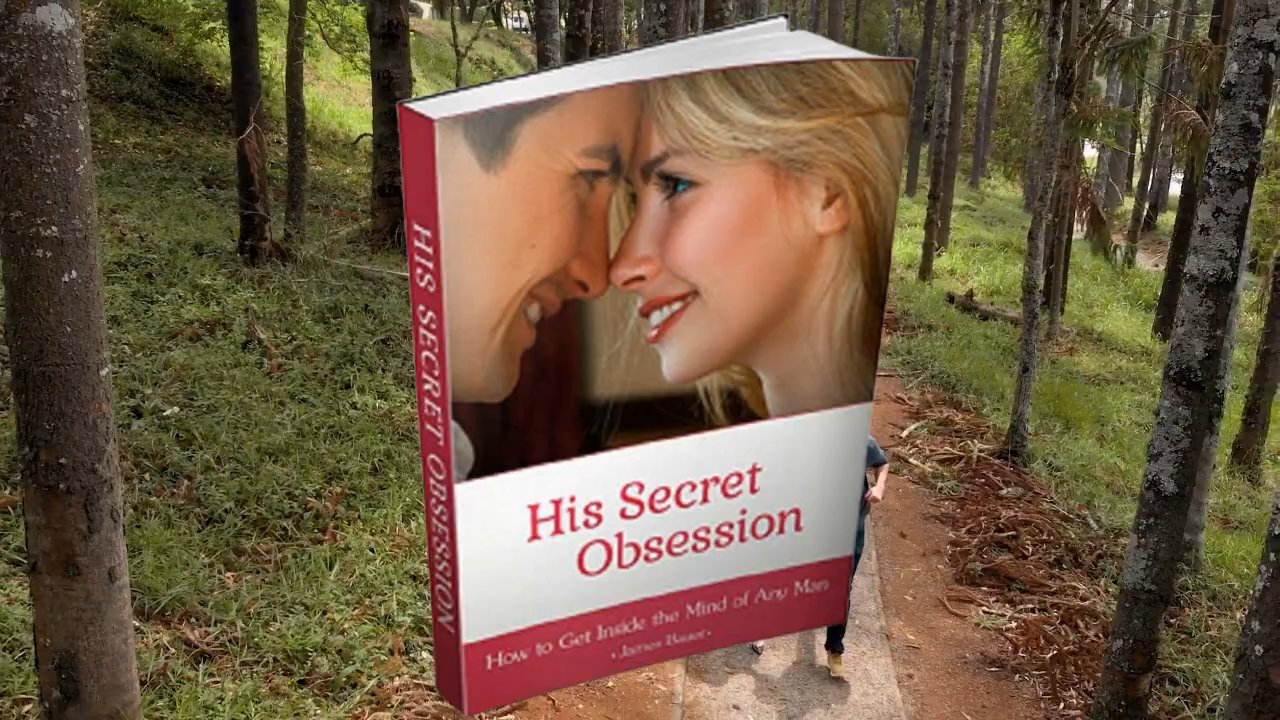 HIS SECRET OBSESSION
His Secret
Obsession
How to Get Inside the Mind of Any Man
• James Bauer •